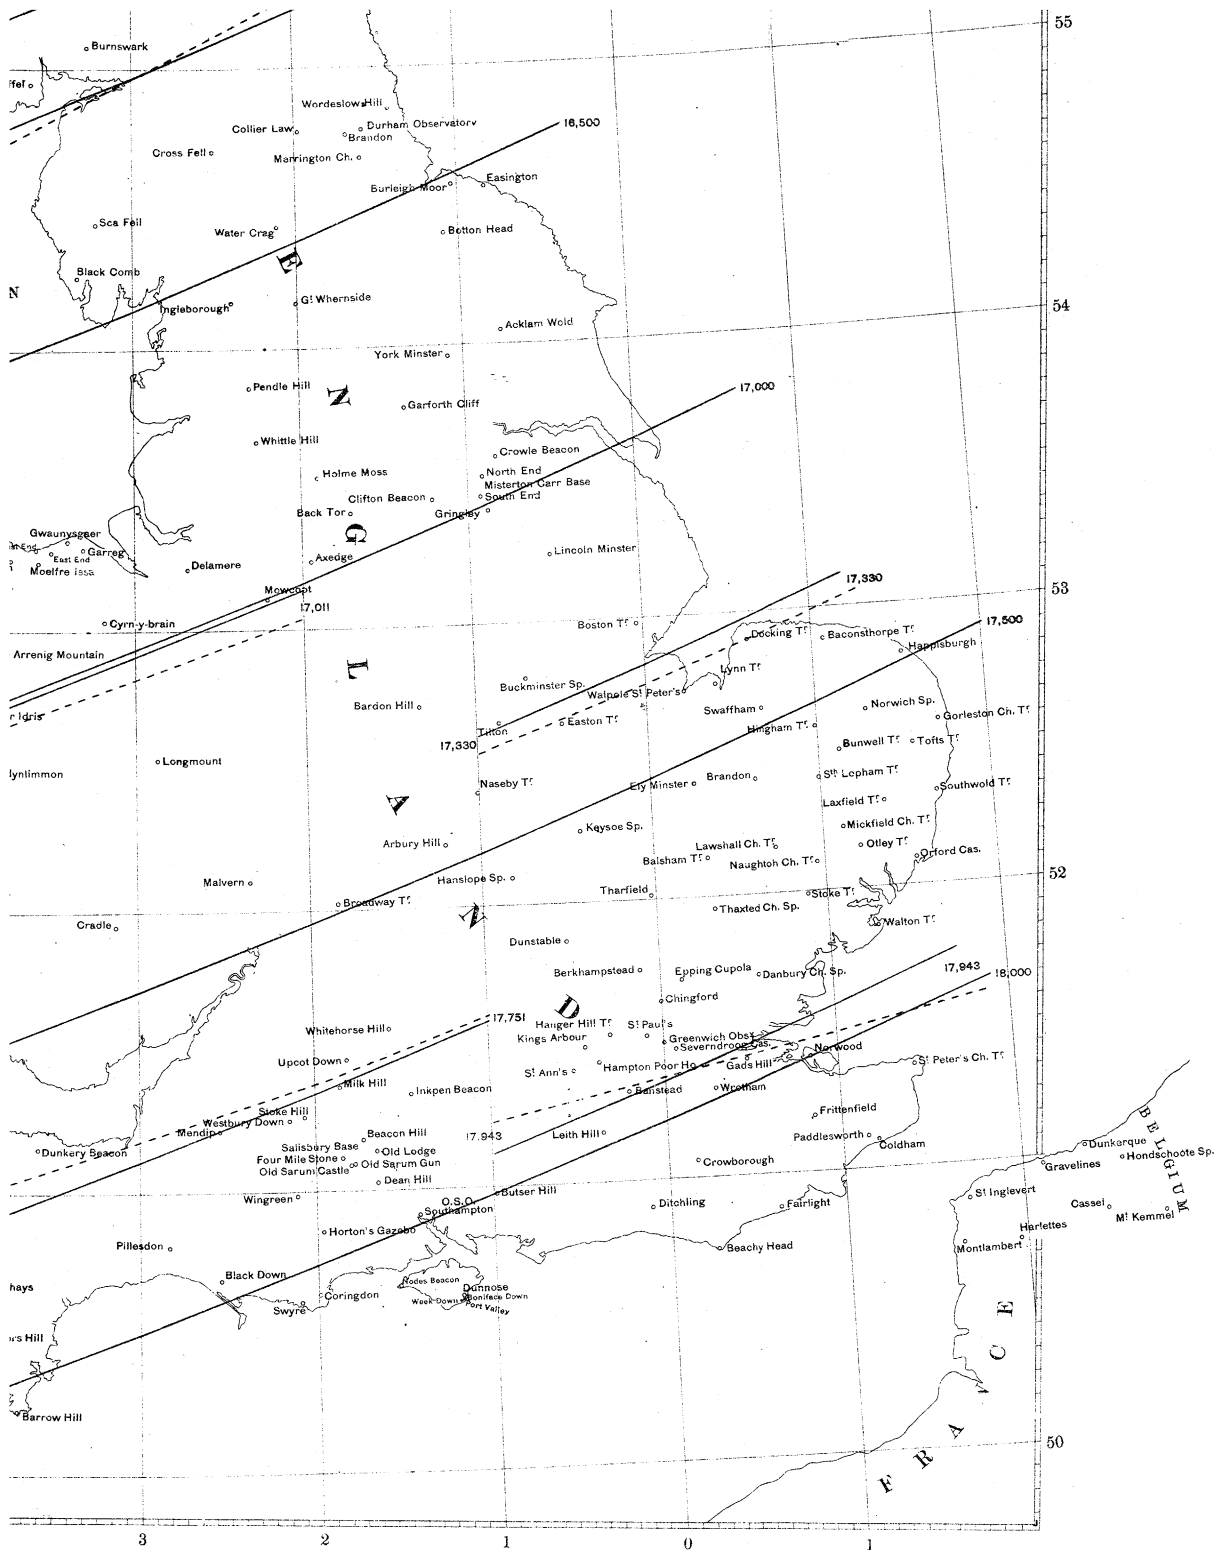 55
Burnswark
Wordeslow Hill
Collier Law
Durham Observatory
Brandon
16,500
Cross Fell
Marrington Ch.
Easington
Burleigh Moor
Sca Fell
Water Crag
Botton Head
E
Black Comb
N
Gt Whernside
54
Ingleborough
Acklam Wold
York Minster
Pendle Hill
17,000
N
Garforth Cliff
Whittle Hill
Crowle Beacon
Holme Moss
North End
Misterton Carr Base
Clifton Beacon
South End
Back Tor
Gringley
G
Gwaunysgaer
East End
Garreg
Moelfre Issa
Axedge
Lincoln Minster
Delamere
17,330
53
Mowcopt
17,011
Cyrn-y-brain
Boston Tr
17,500
Docking Tr
Baconsthorpe Tr
Happisburgh
Arrenig Mountain
L
Lynn Tr
Buckminster Sp.
Walpole St Peter's
Bardon Hill
Swaffham
Norwich Sp.
r Idris
Gorleston Ch. Tr
Tilton
Easton Tr
Hingham Tr
17,330
Bunwell Tr
Tofts Tr
Longmount
lynlimmon
Naseby Tr
Ely Minster
Brandon
Sth Lopham Tr
Southwold Tr
A
Laxfield Tr
Keysoe Sp.
Mickfield Ch. Tr
Arbury Hill
Lawshall Ch. Tr
Otley Tr
Balsham Tr
Naughtoh Ch. Tr
Orford Cas.
52
Malvern
Hanslope Sp.
Broadway Tr
Tharfield
Stoke Tr
Thaxted Ch. Sp.
Cradle
N
Walton Tr
Dunstable
Berkhampstead
Epping Cupola
Danbury Ch. Sp.
17,943
18,000
Chingford
D
17,751
Whitehorse Hill
Hanger Hill Tr
St Paul's
Kings Arbour
Greenwich Obsy
Severndroog Cas.
Norwood
Upcot Down
St Ann's
Hampton Poor Ho.
Gads Hill
St Peter's Ch. Tr
Milk Hill
Inkpen Beacon
Banstead
Wrotham
Stoke Hill
Westbury Down
Mendip
Frittenfield
Beacon Hill
17,943
Leith Hill
Paddlesworth
Coldham
Salisbury Base
Old Lodge
Dunkery Beacon
Four Mile Stone
Old Sarum Gun
Old Sarum Castle
Crowborough
BELGIUM
Dunkerque
Hondschoote Sp.
Gravelines
Dean Hill
Butser Hill
St Inglevert
Wingreen
O.S.O.
Southampton
Ditchling
Fairlight
Cassel
Mt Kemmel
Horton's Gazebo
Harlettes
Pillesdon
Beachy Head
Montlambert
Black Down
Nodes Beacon
Dunnose
hays
Coringdon
Week Down
Boniface Down
Port Valley
Swyre
rs Hill
Barrow Hill
50
FRANCE
3
2
1
0
1